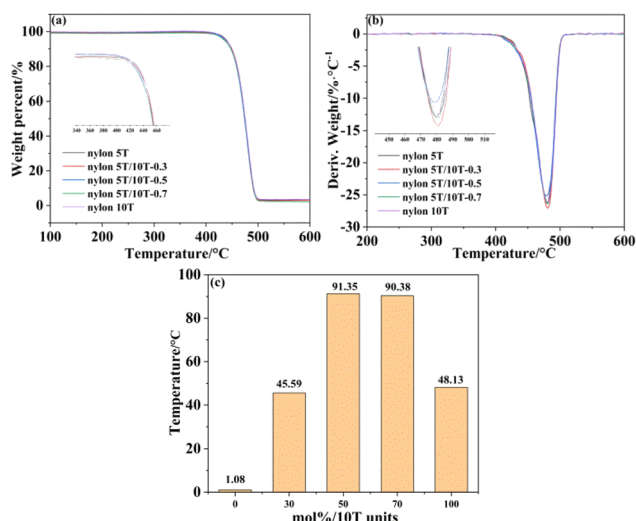 (a)
100
80
60
40
20
0
Weight percent/%
340 360 380 400 420 440 460
nylon 5T
nylon 5T/10T-0.3
nylon 5T/10T-0.5
nylon 5T/10T-0.7
nylon 10T
100 200 300 400 500 600
Temperature/°C
(b)
0
-5
-10
-15
-20
-25
-30
Deriv. Weight/%·°C-1
450 460 470 480 490 500 510
nylon 5T
nylon 5T/10T-0.3
nylon 5T/10T-0.5
nylon 5T/10T-0.7
nylon 10T
200 300 400 500 600
Temperature/°C
(c)
100
80
60
40
20
0
Temperature/°C
1.08
45.59
91.35
90.38
48.13
0 30 50 70 100
mol%/10T units